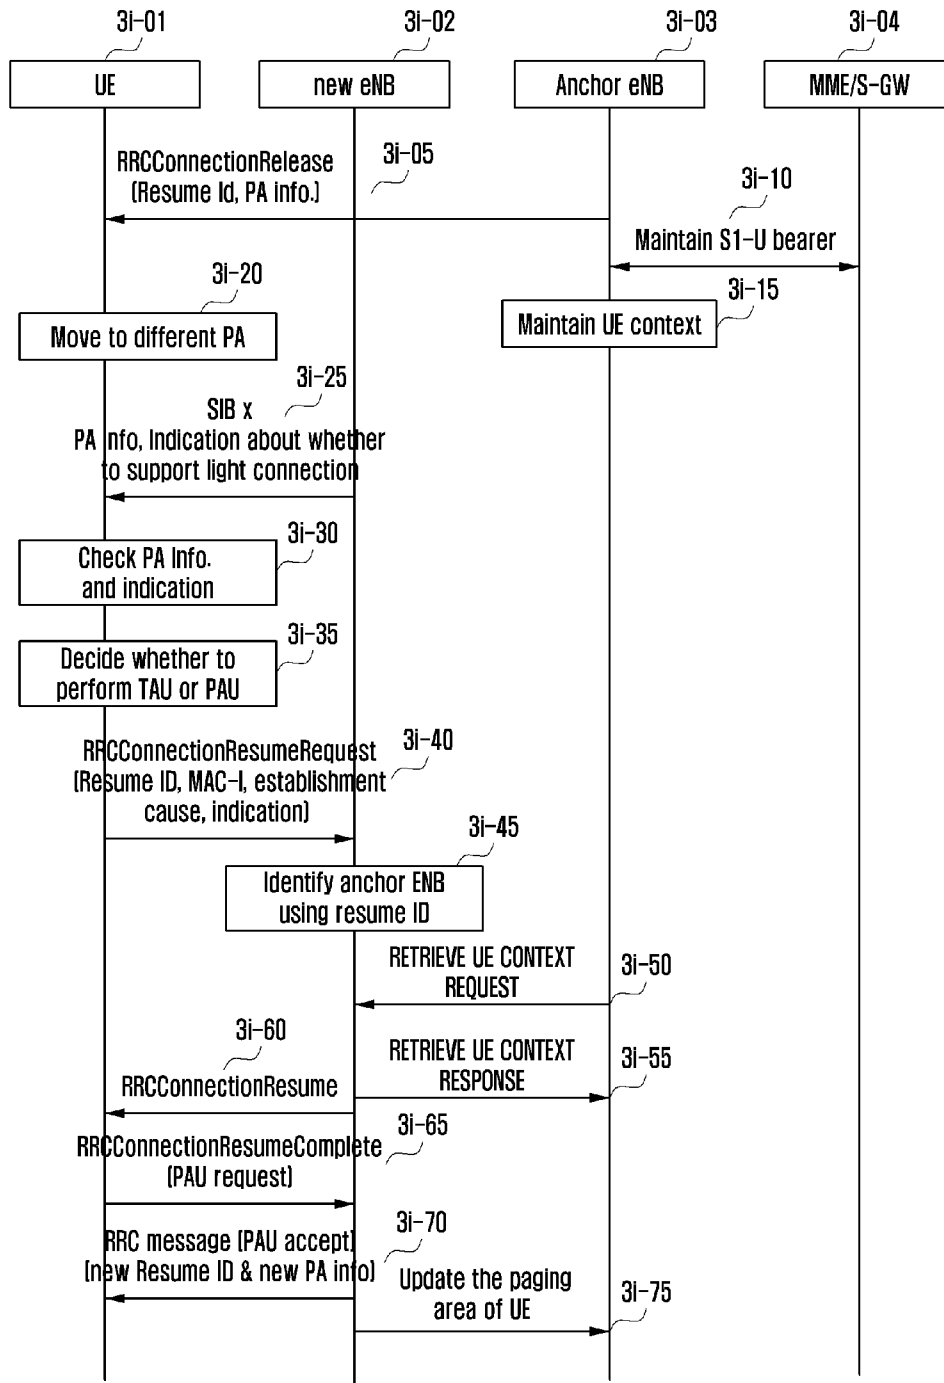 3i-01
3i-02
3i-03
3i-04
UE
new eNB
Anchor eNB
MME/S-GW
RRCConnectionRelease
(Resume Id, PA info.)
3i-05
3i-10
Maintain S1-U bearer
3i-15
Maintain UE context
3i-20
Move to different PA
3i-25
SIB x
PA Info, Indication about whether
to support light connection
3i-30
Check PA Info.
and indication
3i-35
Decide whether to
perform TAU or PAU
3i-40
RRCConnectionResumeRequest
(Resume ID, MAC-I, establishment
cause, indication)
3i-45
Identify anchor ENB
using resume ID
RETRIEVE UE CONTEXT
REQUEST
3i-50
3i-60
RRCConnectionResume
RETRIEVE UE CONTEXT
RESPONSE
3i-55
3i-65
RRCConnectionResumeComplete
(PAU request)
3i-70
RRC message (PAU accept)
(new Resume ID & new PA info)
Update the paging
area of UE
3i-75